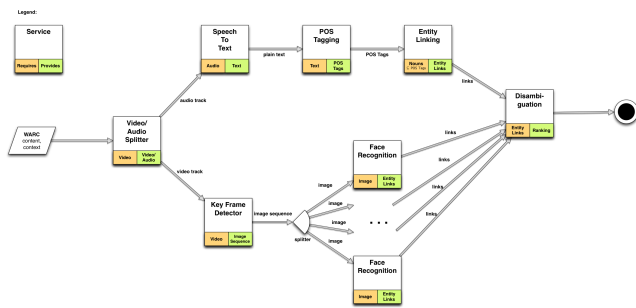 Legend:
Service
Requires Provides
Speech
To
Text
Audio Text
plain text
POS
Tagging
Text POS
Tags
POS Tags
Entity
Linking
Nouns
⊆ POS Tags
Entity
Links
links
audio track
WARC
content,
context
Video/
Audio
Splitter
Video Video/
Audio
video track
Disambi-
guation
Entity
Links
Ranking
Key Frame
Detector
Video Image
Sequence
image sequence
splitter
image
image
image
image
Face
Recognition
Image Entity
Links
links
links
links
links
• • •
Face
Recognition
Image Entity
Links